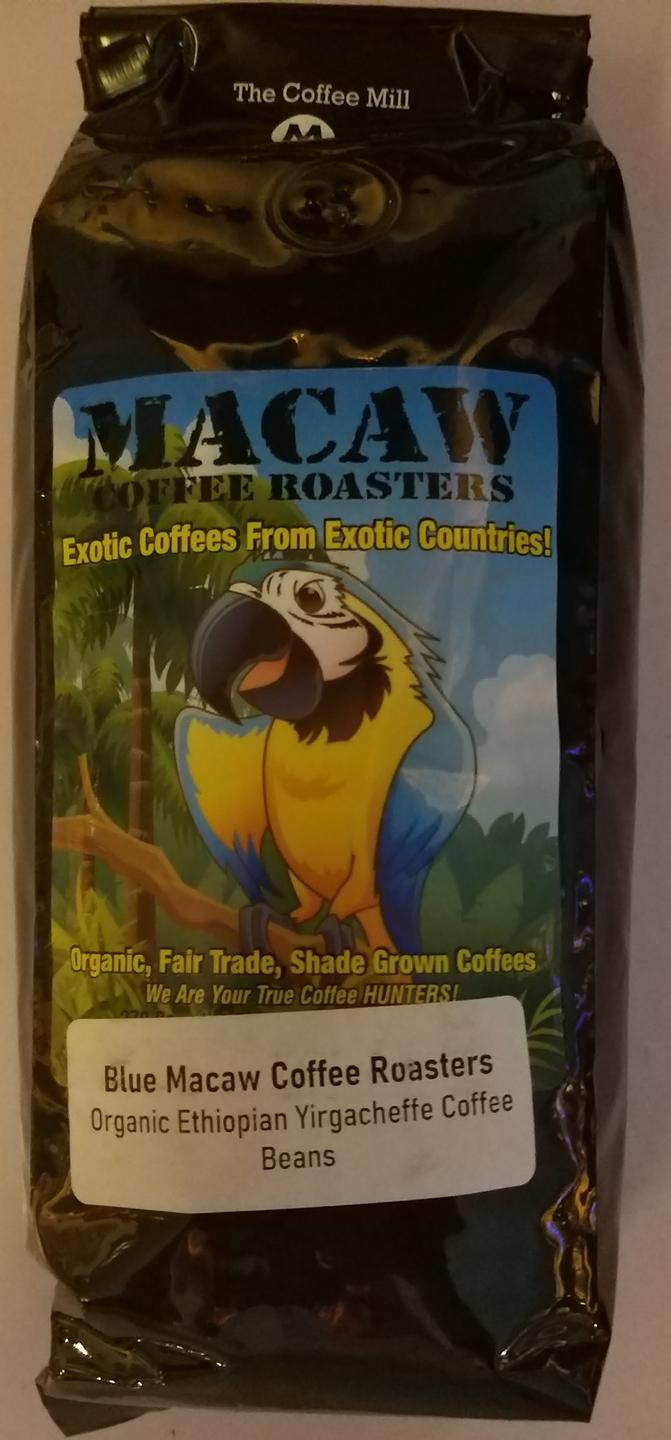 The Coffee Mill
M
MACAW
COFFEE ROASTERS
Exotic Coffees From Exotic Countries!
Organic, Fair Trade, Shade Grown Coffees
We Are Your True Coffee HUNTERS!
Blue Macaw Coffee Roasters
Organic Ethiopian Yirgacheffe Coffee
Beans